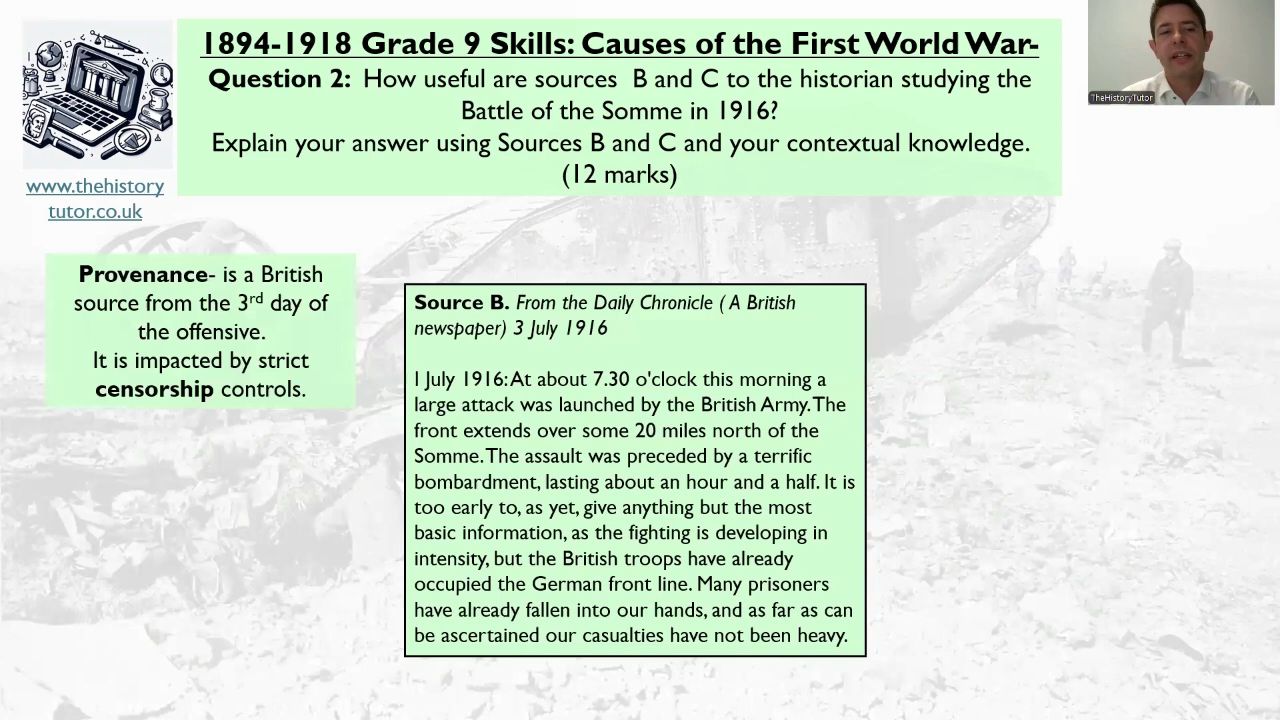 1894-1918 Grade 9 Skills: Causes of the First World War-
Question 2: How useful are sources B and C to the historian studying the
Battle of the Somme in 1916?
Explain your answer using Sources B and C and your contextual knowledge.
(12 marks)
TheHistoryTutor
www.thehistory
tutor.co.uk
Provenance- is a British
source from the 3rd day of
the offensive.
It is impacted by strict
censorship controls.
Source B. From the Daily Chronicle ( A British
newspaper) 3 July 1916
1 July 1916: At about 7.30 o'clock this morning a
large attack was launched by the British Army. The
front extends over some 20 miles north of the
Somme. The assault was preceded by a terrific
bombardment, lasting about an hour and a half. It is
too early to, as yet, give anything but the most
basic information, as the fighting is developing in
intensity, but the British troops have already
occupied the German front line. Many prisoners
have already fallen into our hands, and as far as can
be ascertained our casualties have not been heavy.